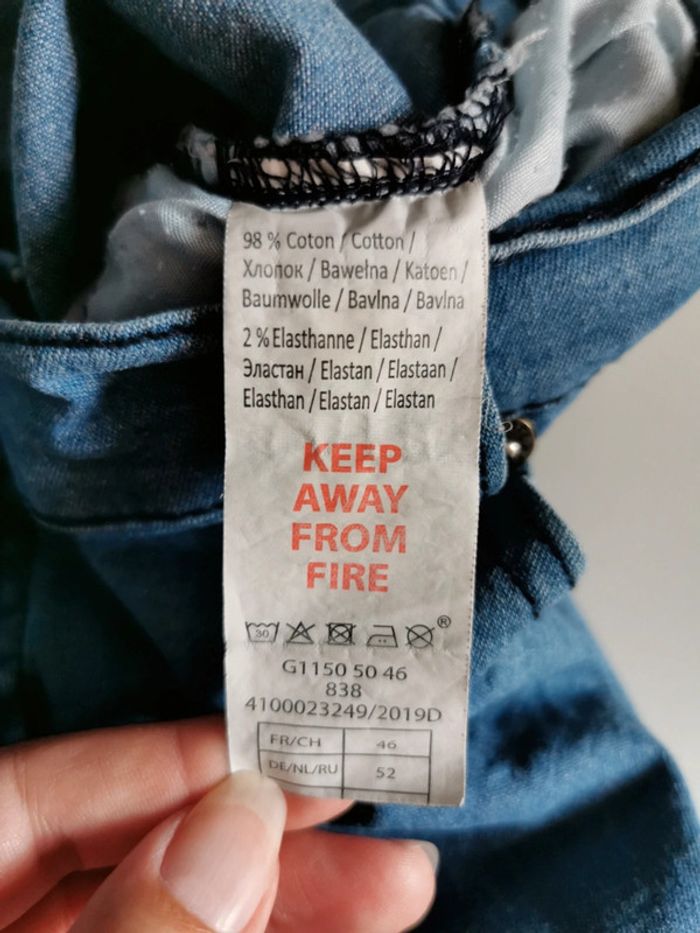 98 % Coton / Cotton /
Хлопок / Bawełna / Katoen /
Baumwolle / Bavlna / Bavlna
2 % Elasthanne / Elasthan /
Эластан / Elastan / Elastaan /
Elasthan / Elastan / Elastan
KEEP
AWAY
FROM
FIRE
30 ®
G1150 50 46
838
4100023249/2019D
FR/CH 46
DE/NL/RU 52